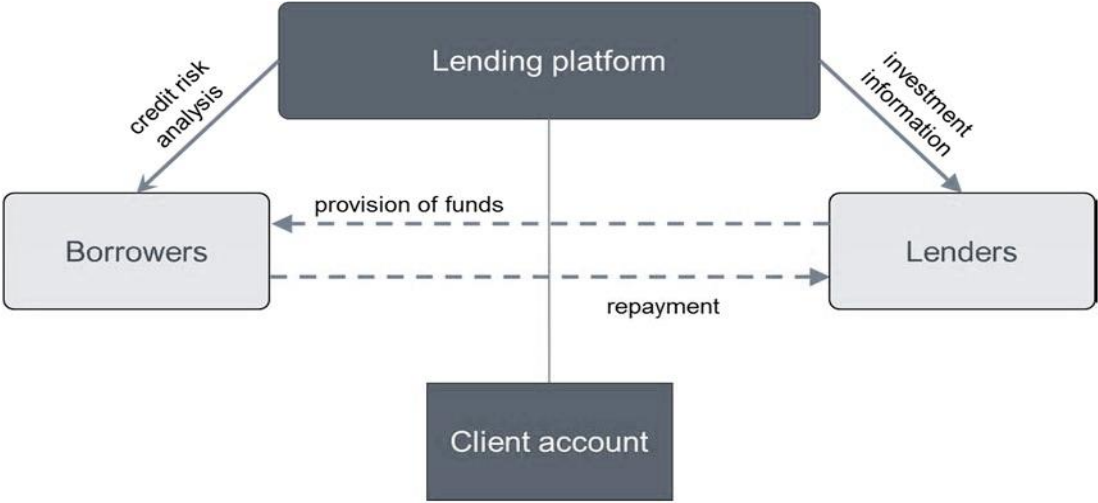 Lending platform
credit risk
analysis
investment
information
provision of funds
Borrowers
Lenders
repayment
Client account